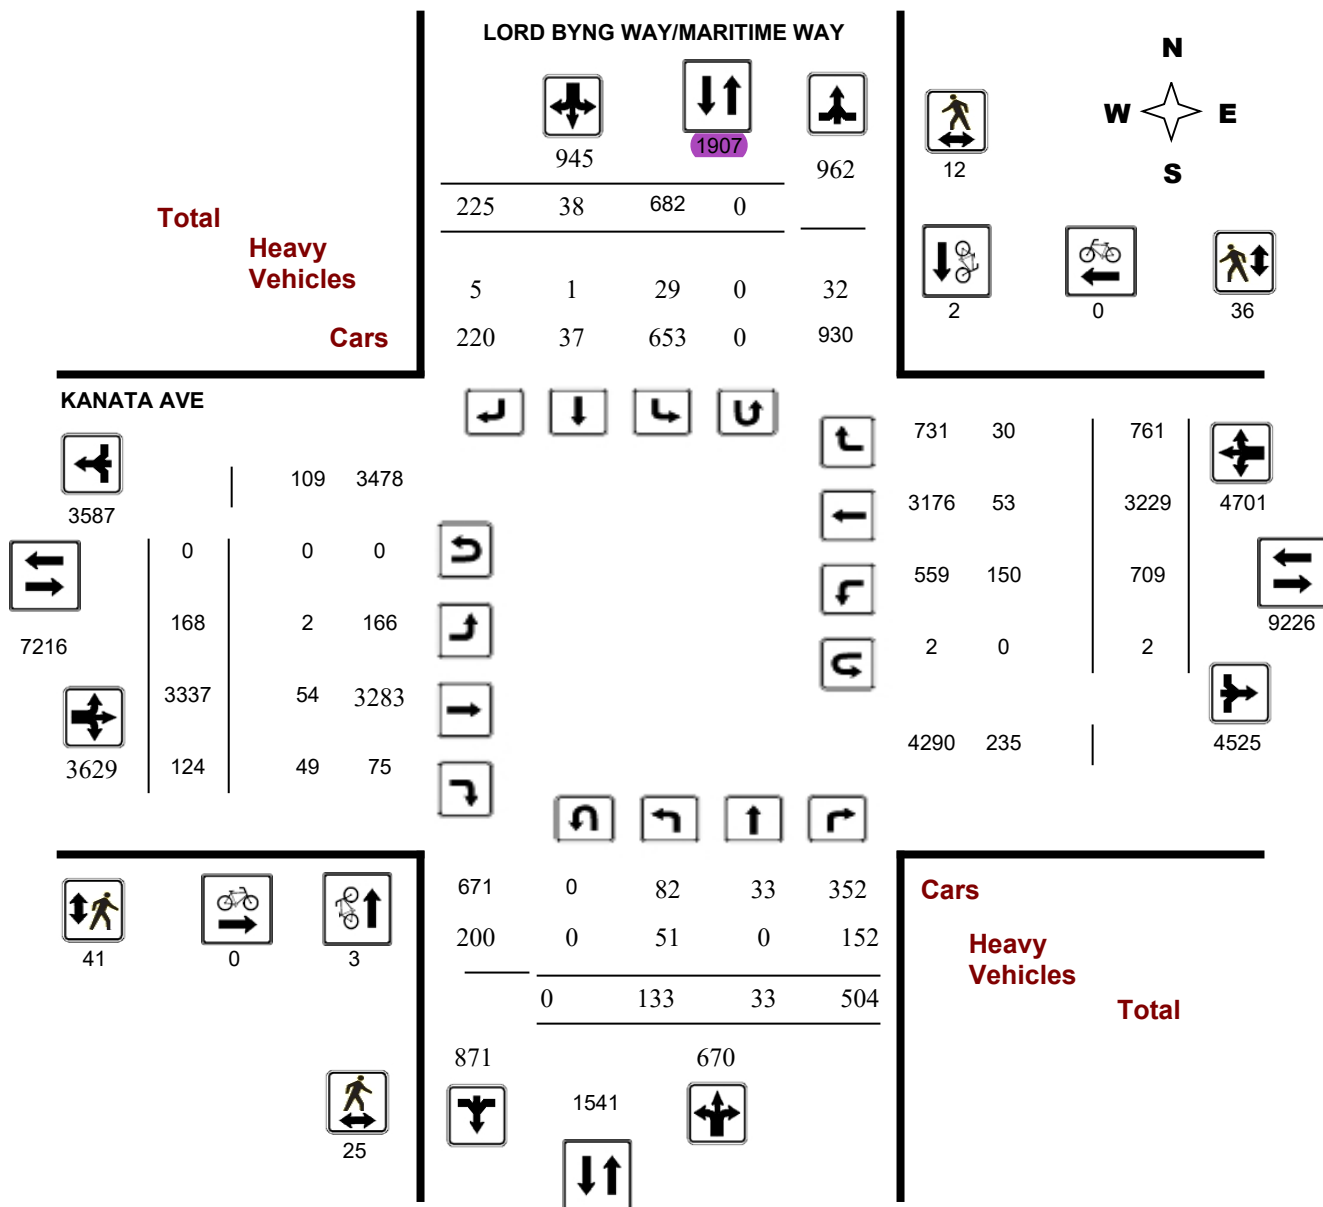 LORD BYNG WAY/MARITIME WAY
N
W E
S
945
1907
962
12
225 38 682 0
Total
Heavy
Vehicles
Cars
5 1 29 0 32
220 37 653 0 930
2 0 36
KANATA AVE
731 30 761
109 3478
3587
3176 53 3229 4701
0 0 0
559 150 709
168 2 166
7216
9226
2 0 2
3337 54 3283
4290 235 4525
3629 124 49 75
671 0 82 33 352
Cars
200 0 51 0 152
Heavy
Vehicles
41 0 3
0 133 33 504
Total
871 670
1541
25